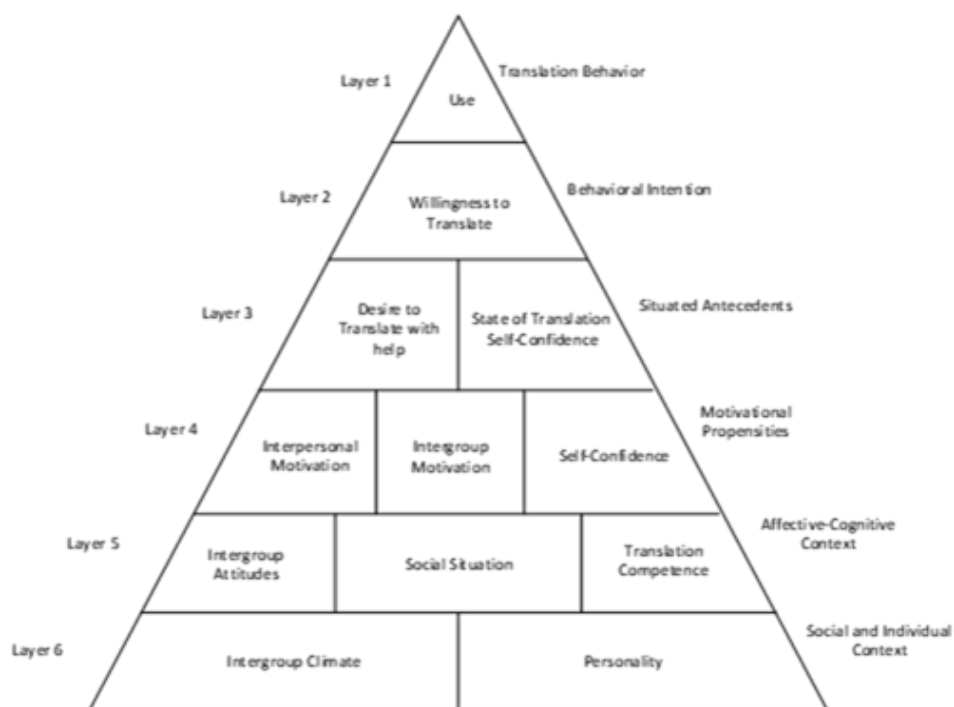 Layer 1
Use
Translation Behavior
Layer 2
Willingness to
Translate
Behavioral Intention
Layer 3
Desire to
Translate with
help
State of Translation
Self-Confidence
Situated Antecedents
Layer 4
Interpersonal
Motivation
Intergroup
Motivation
Self-Confidence
Motivational
Propensities
Layer 5
Intergroup
Attitudes
Social Situation
Translation
Competence
Affective-Cognitive
Context
Layer 6
Intergroup Climate
Personality
Social and Individual
Context